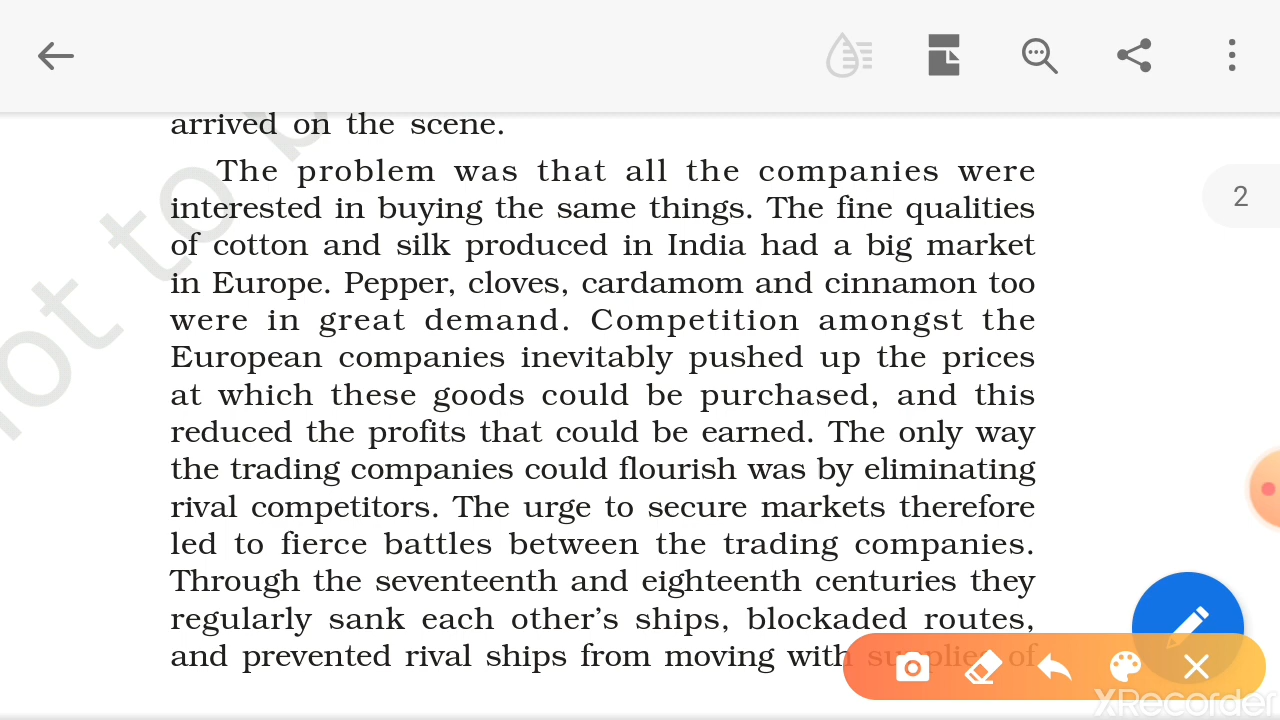 arrived on the scene.
The problem was that all the companies were
interested in buying the same things. The fine qualities
of cotton and silk produced in India had a big market
in Europe. Pepper, cloves, cardamom and cinnamon too
were in great demand. Competition amongst the
European companies inevitably pushed up the prices
at which these goods could be purchased, and this
reduced the profits that could be earned. The only way
the trading companies could flourish was by eliminating
rival competitors. The urge to secure markets therefore
led to fierce battles between the trading companies.
Through the seventeenth and eighteenth centuries they
regularly sank each other's ships, blockaded routes,
and prevented rival ships from moving with supplies of
2
not to b
XRecorder